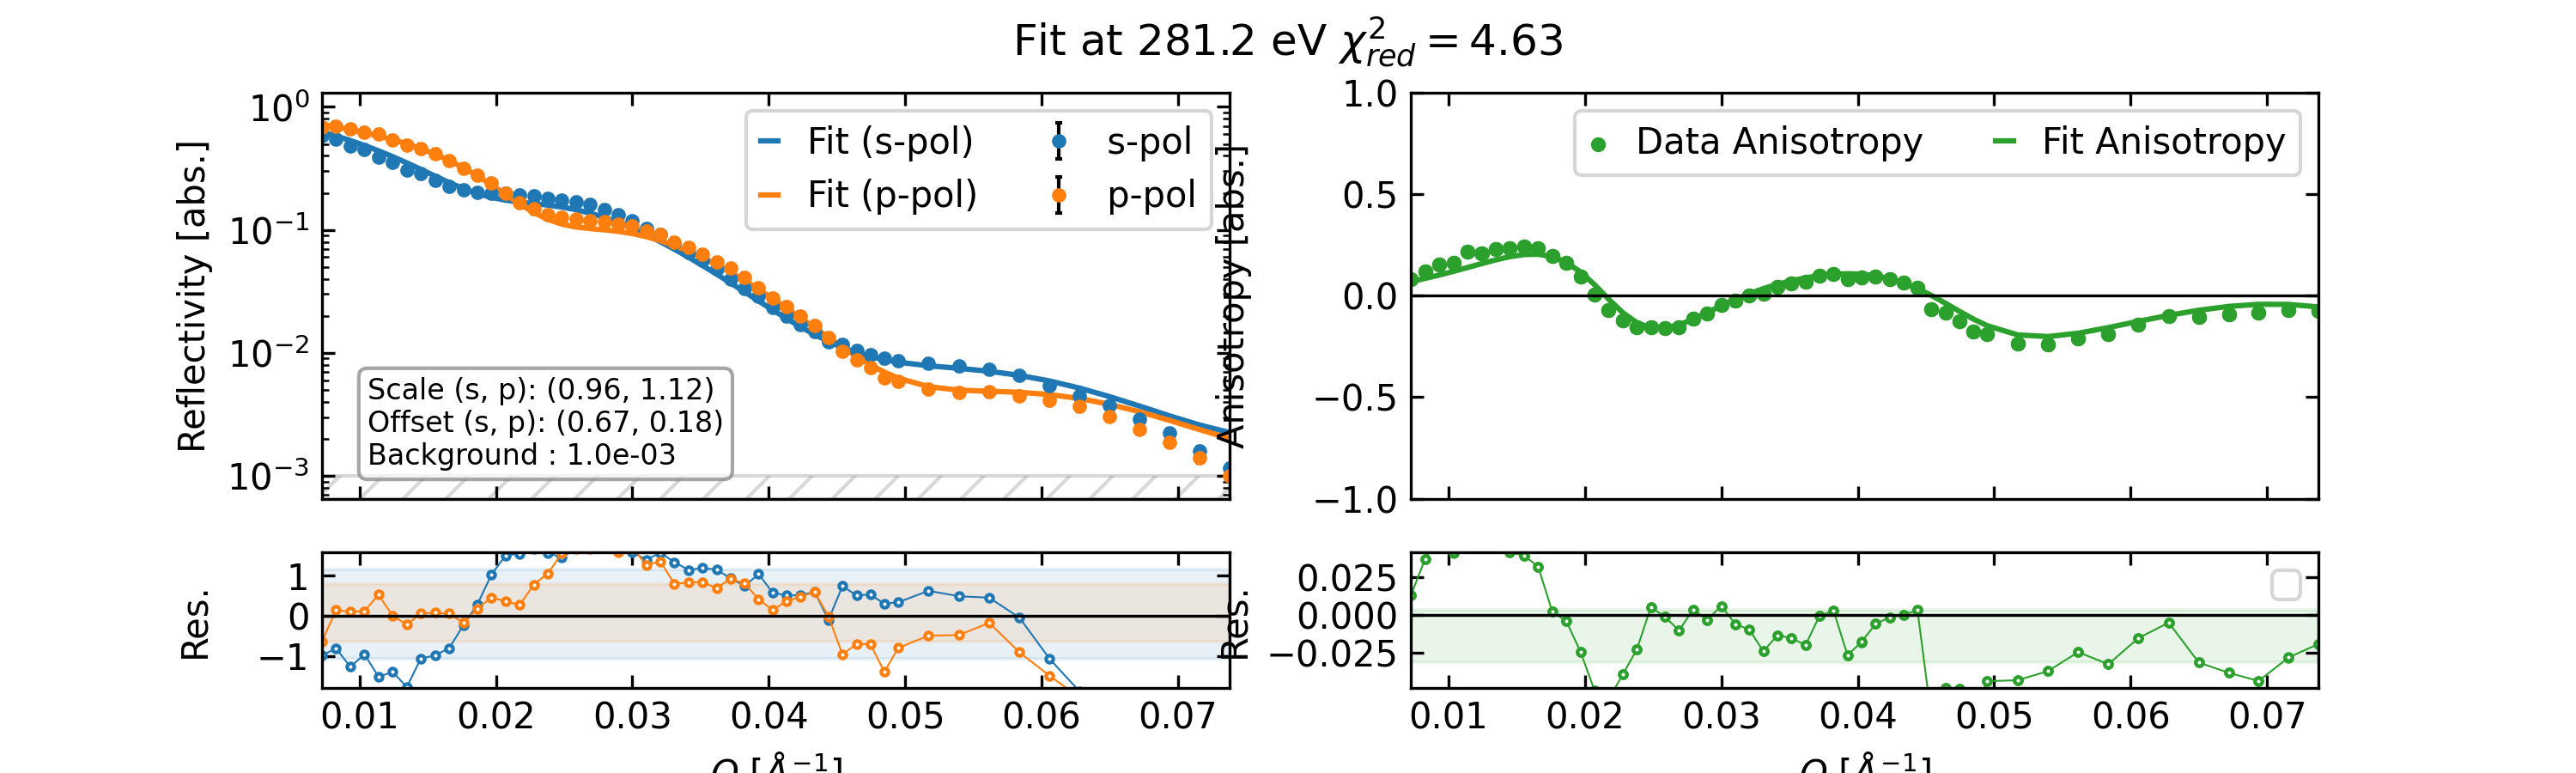 Fit at 281.2 eV χ²red = 4.63
Reflectivity [abs.]
10⁰
10⁻¹
10⁻²
10⁻³
Fit (s-pol)
Fit (p-pol)
s-pol
p-pol
Scale (s, p): (0.96, 1.12)
Offset (s, p): (0.67, 0.18)
Background : 1.0e-03
Anisotropy [abs.]
1.0
0.5
0.0
−0.5
−1.0
Data Anisotropy
Fit Anisotropy
Res.
1
0
−1
0.01 0.02 0.03 0.04 0.05 0.06 0.07
Q [Å⁻¹]
Res.
0.025
0.000
−0.025
0.01 0.02 0.03 0.04 0.05 0.06 0.07
Q [Å⁻¹]